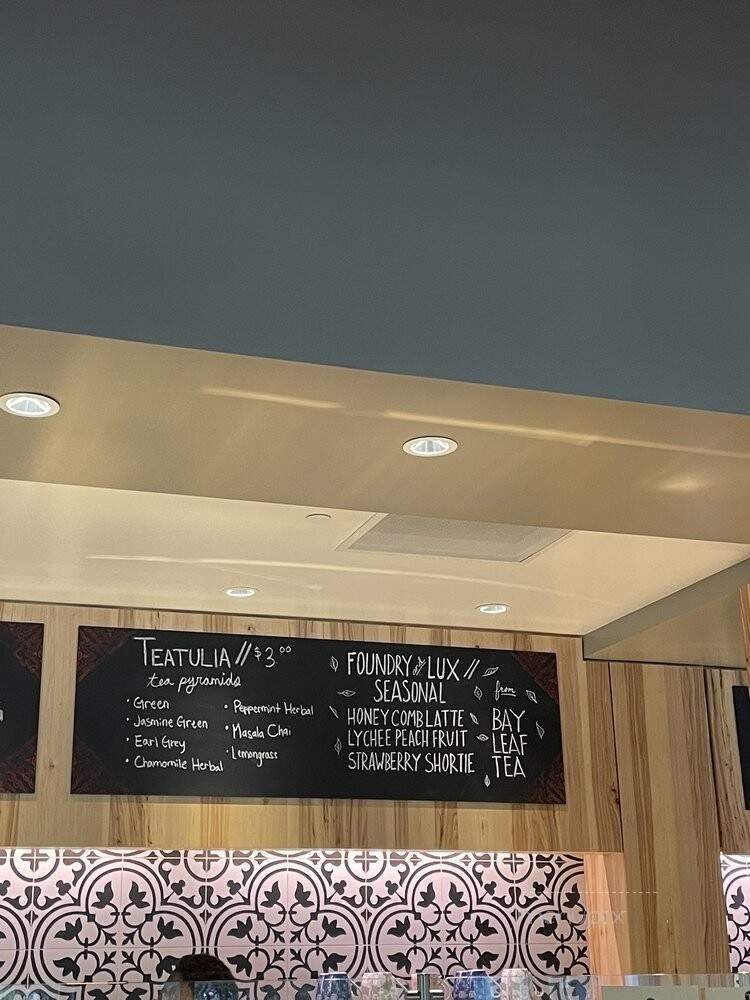 TEATULIA // $3.00
tea pyramids
• Green
• Jasmine Green
• Earl Grey
• Chamomile Herbal
• Peppermint Herbal
• Masala Chai
• Lemongrass
FOUNDRY & LUX //
SEASONAL
HONEY COMB LATTE
LYCHEE PEACH FRUIT
STRAWBERRY SHORTIE
from
BAY
LEAF
TEA